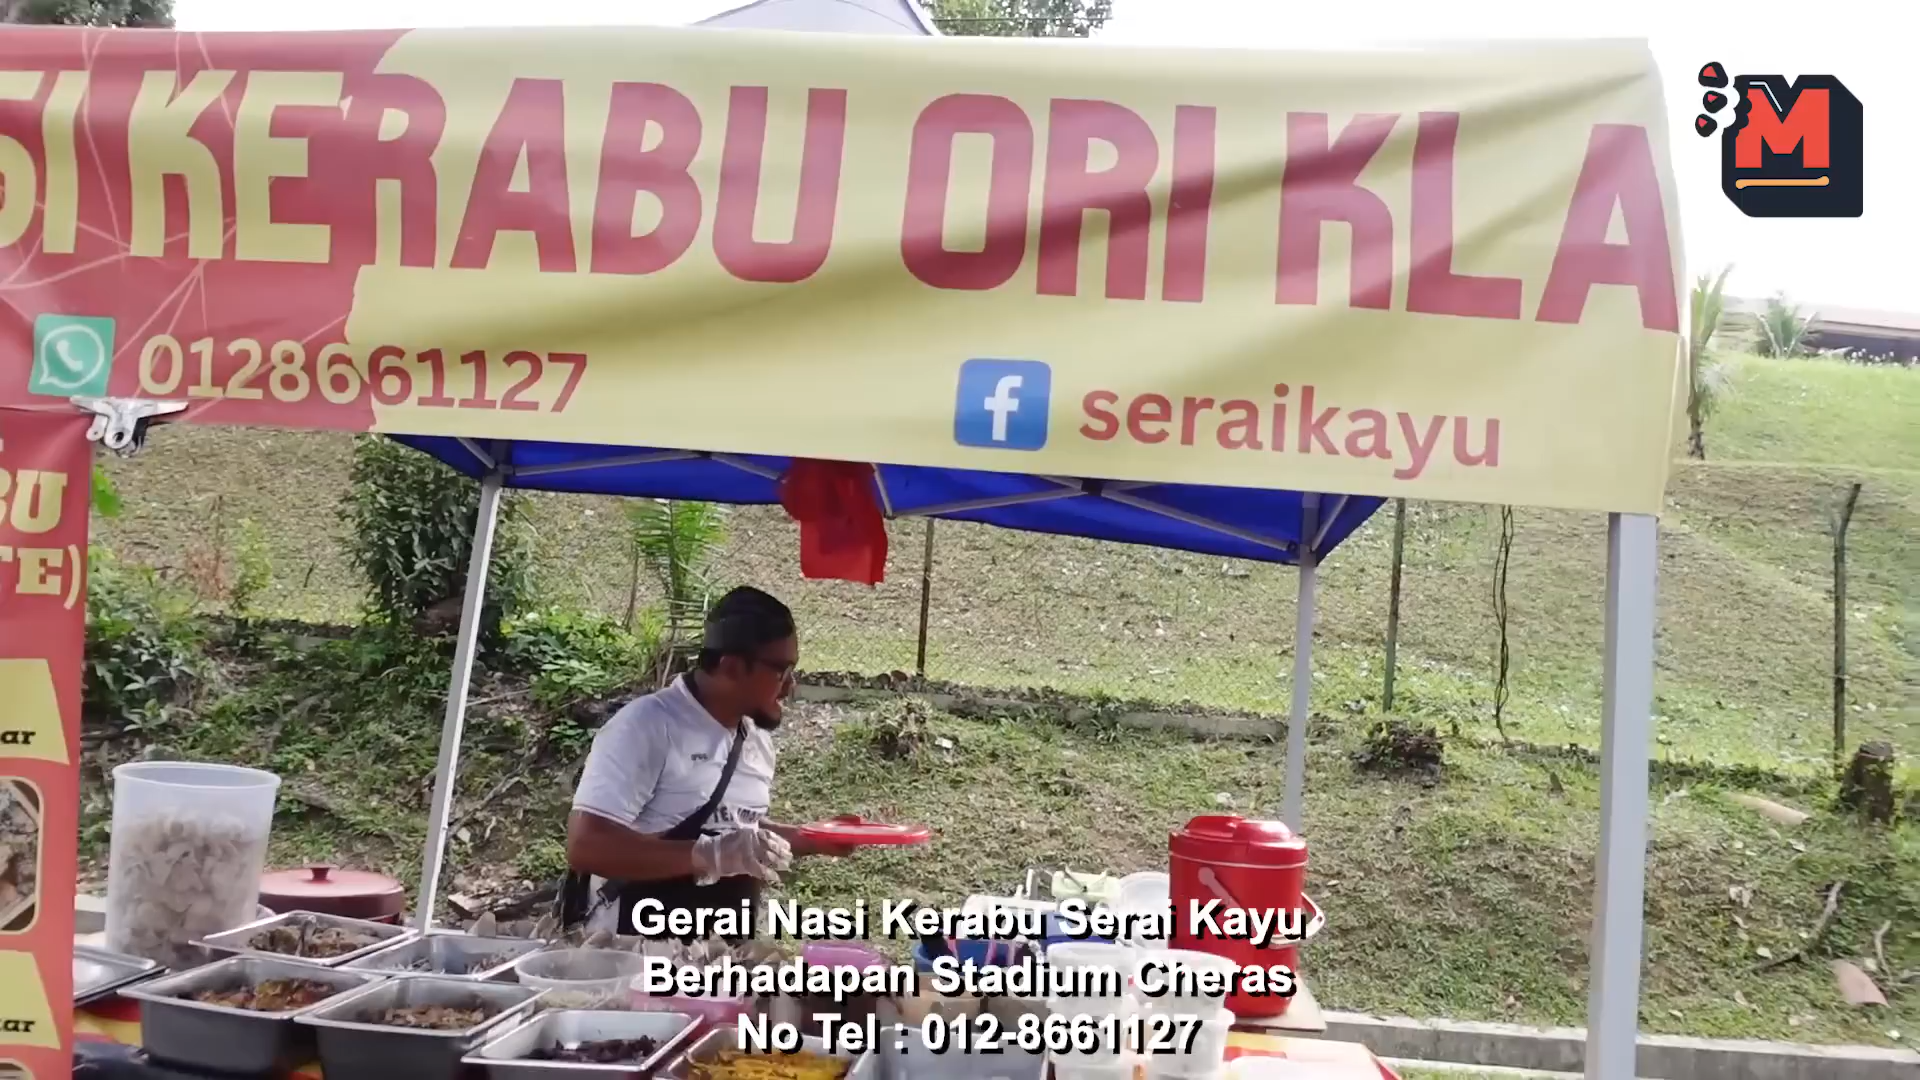 SI KERABU ORI KLA
0128661127
seraikayu
BU
TE)
ar
ar
M
Gerai Nasi Kerabu Serai Kayu
Berhadapan Stadium Cheras
No Tel : 012-8661127